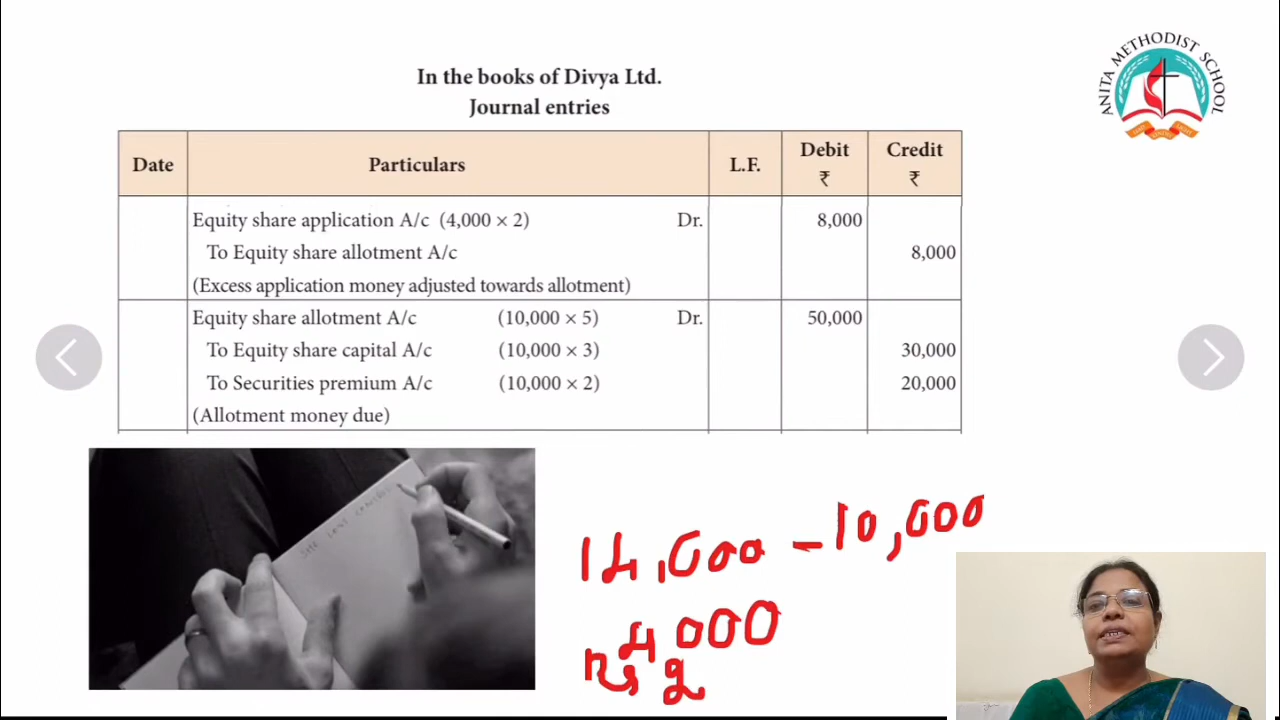 ANITA METHODIST SCHOOL
In the books of Divya Ltd.
Journal entries
Date Particulars L.F. Debit ₹ Credit ₹
Equity share application A/c (4,000 × 2) Dr. 8,000
To Equity share allotment A/c 8,000
(Excess application money adjusted towards allotment)
Equity share allotment A/c (10,000 × 5) Dr. 50,000
To Equity share capital A/c (10,000 × 3) 30,000
To Securities premium A/c (10,000 × 2) 20,000
(Allotment money due)
14,000 - 10,000
4000
Rs 2